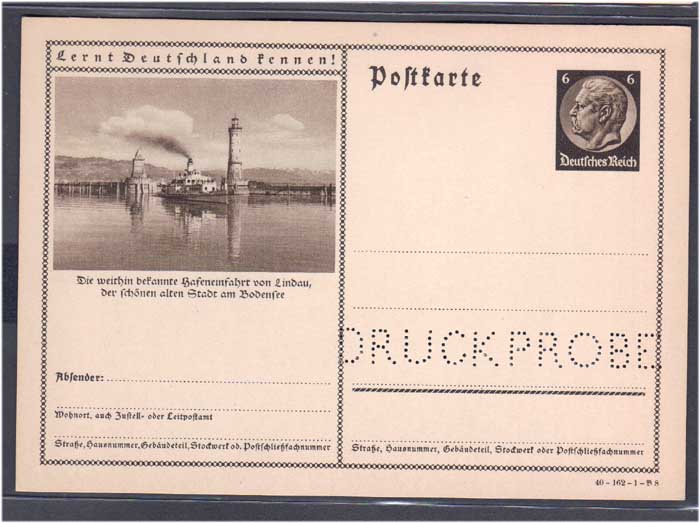 Lernt Deutschland kennen!
Die weithin bekannte Hafeneinfahrt von Lindau,
der schönen alten Stadt am Bodensee
Absender:
Wohnort, auch Zustell- oder Leitpostamt
Straße, Hausnummer, Gebäudeteil, Stockwerk od. Postschließfachnummer
Postkarte
6 6
Deutsches Reich
DRUCKPROBE
Straße, Hausnummer, Gebäudeteil, Stockwerk oder Postschließfachnummer
40-162-1-B 8